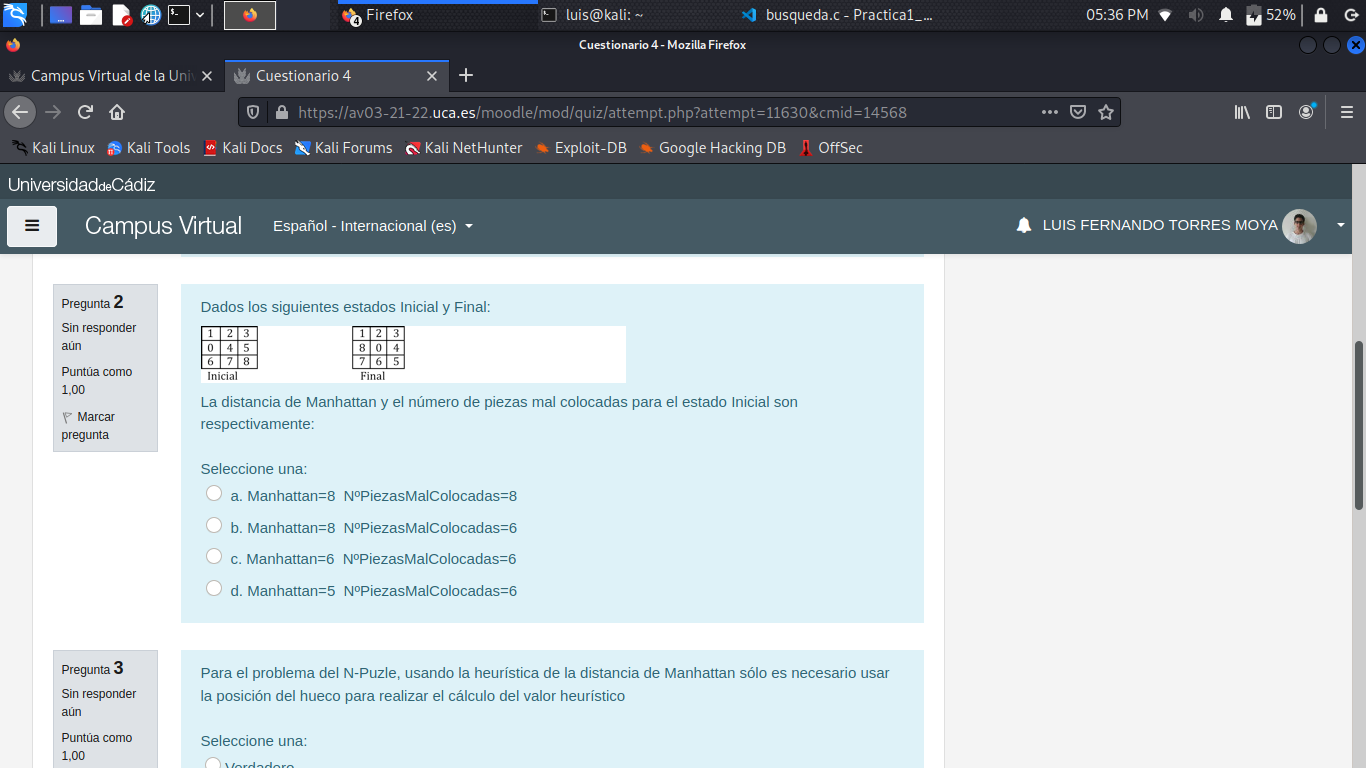 Firefox
luis@kali: ~
busqueda.c - Practica1_...
05:36 PM
52%
4
Cuestionario 4 - Mozilla Firefox
Campus Virtual de la Uni
Cuestionario 4
https://av03-21-22.uca.es/moodle/mod/quiz/attempt.php?attempt=11630&cmid=14568
Kali Linux
Kali Tools
Kali Docs
Kali Forums
Kali NetHunter
Exploit-DB
Google Hacking DB
OffSec
UniversidaddeCádiz
Campus Virtual
Español - Internacional (es)
LUIS FERNANDO TORRES MOYA
Pregunta 2
Sin responder
aún
Puntúa como
1,00
Marcar
pregunta
Dados los siguientes estados Inicial y Final:
1 2 3
0 4 5
6 7 8
Inicial
1 2 3
8 0 4
7 6 5
Final
La distancia de Manhattan y el número de piezas mal colocadas para el estado Inicial son
respectivamente:
Seleccione una:
a. Manhattan=8 NºPiezasMalColocadas=8
b. Manhattan=8 NºPiezasMalColocadas=6
c. Manhattan=6 NºPiezasMalColocadas=6
d. Manhattan=5 NºPiezasMalColocadas=6
Pregunta 3
Sin responder
aún
Puntúa como
1,00
Para el problema del N-Puzle, usando la heurística de la distancia de Manhattan sólo es necesario usar
la posición del hueco para realizar el cálculo del valor heurístico
Seleccione una:
Verdadero